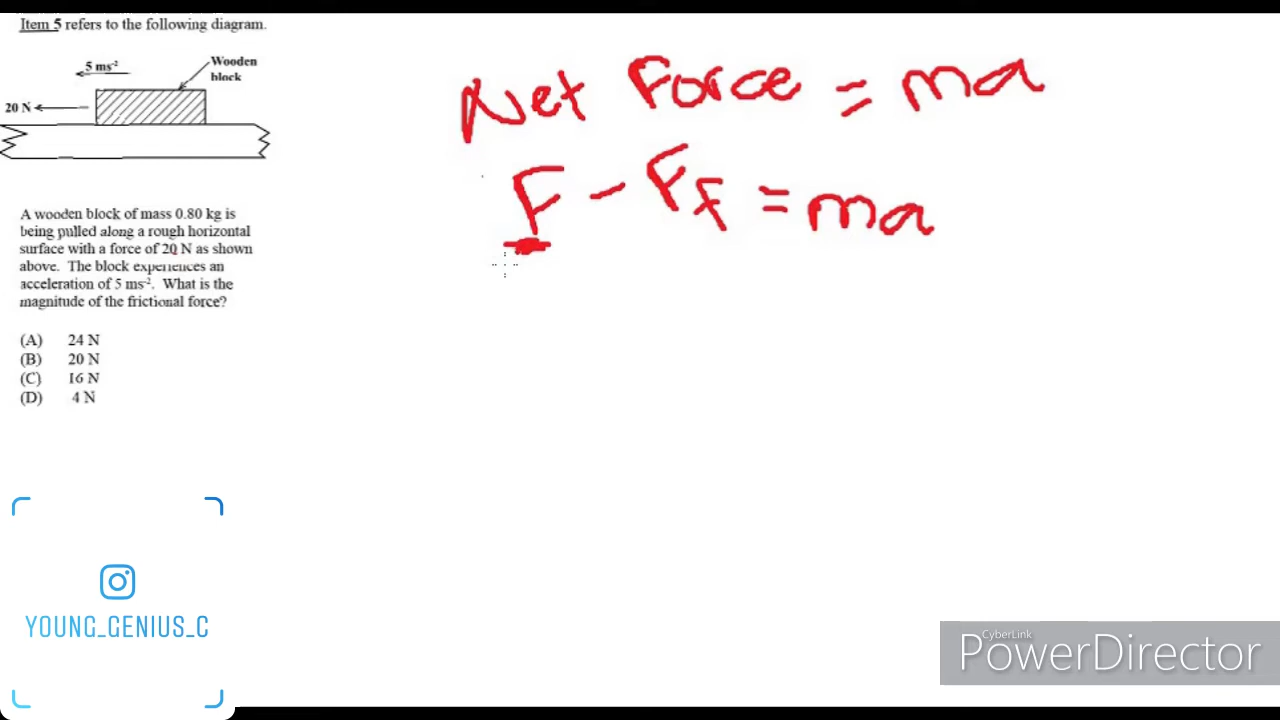 Item 5 refers to the following diagram.
5 ms⁻²
Wooden
block
20 N
A wooden block of mass 0.80 kg is
being pulled along a rough horizontal
surface with a force of 20 N as shown
above. The block experiences an
acceleration of 5 ms⁻². What is the
magnitude of the frictional force?
(A) 24 N
(B) 20 N
(C) 16 N
(D) 4 N
Net Force = ma
F - Ff = ma
YOUNG_GENIUS_C
CyberLink
PowerDirector